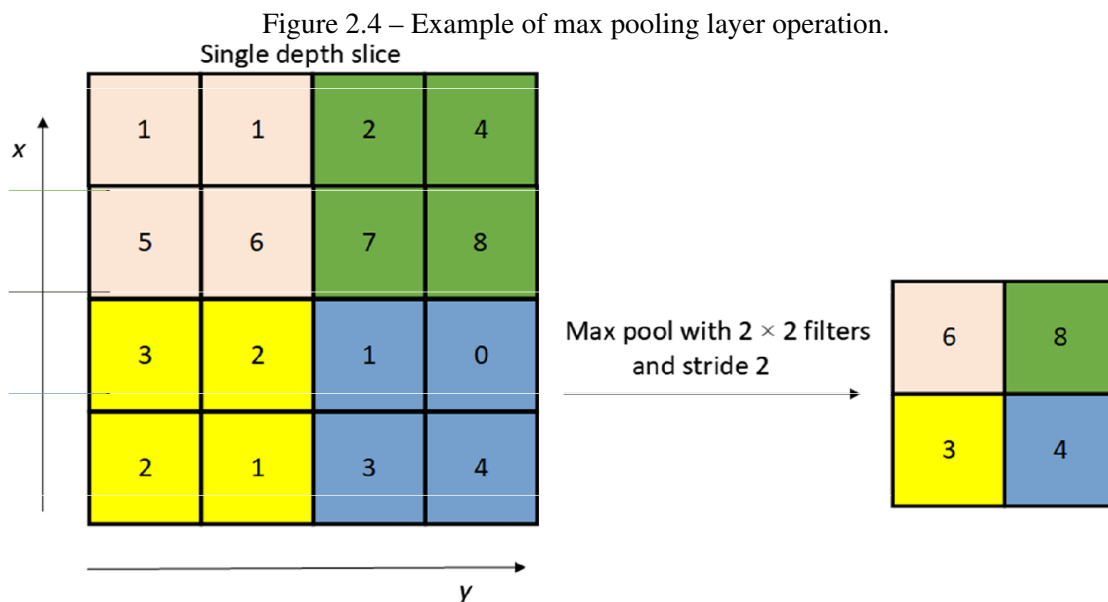 Figure 2.4 – Example of max pooling layer operation.
Single depth slice
x
1 1 2 4
5 6 7 8
3 2 1 0
2 1 3 4
y
Max pool with 2 × 2 filters
and stride 2
6 8
3 4